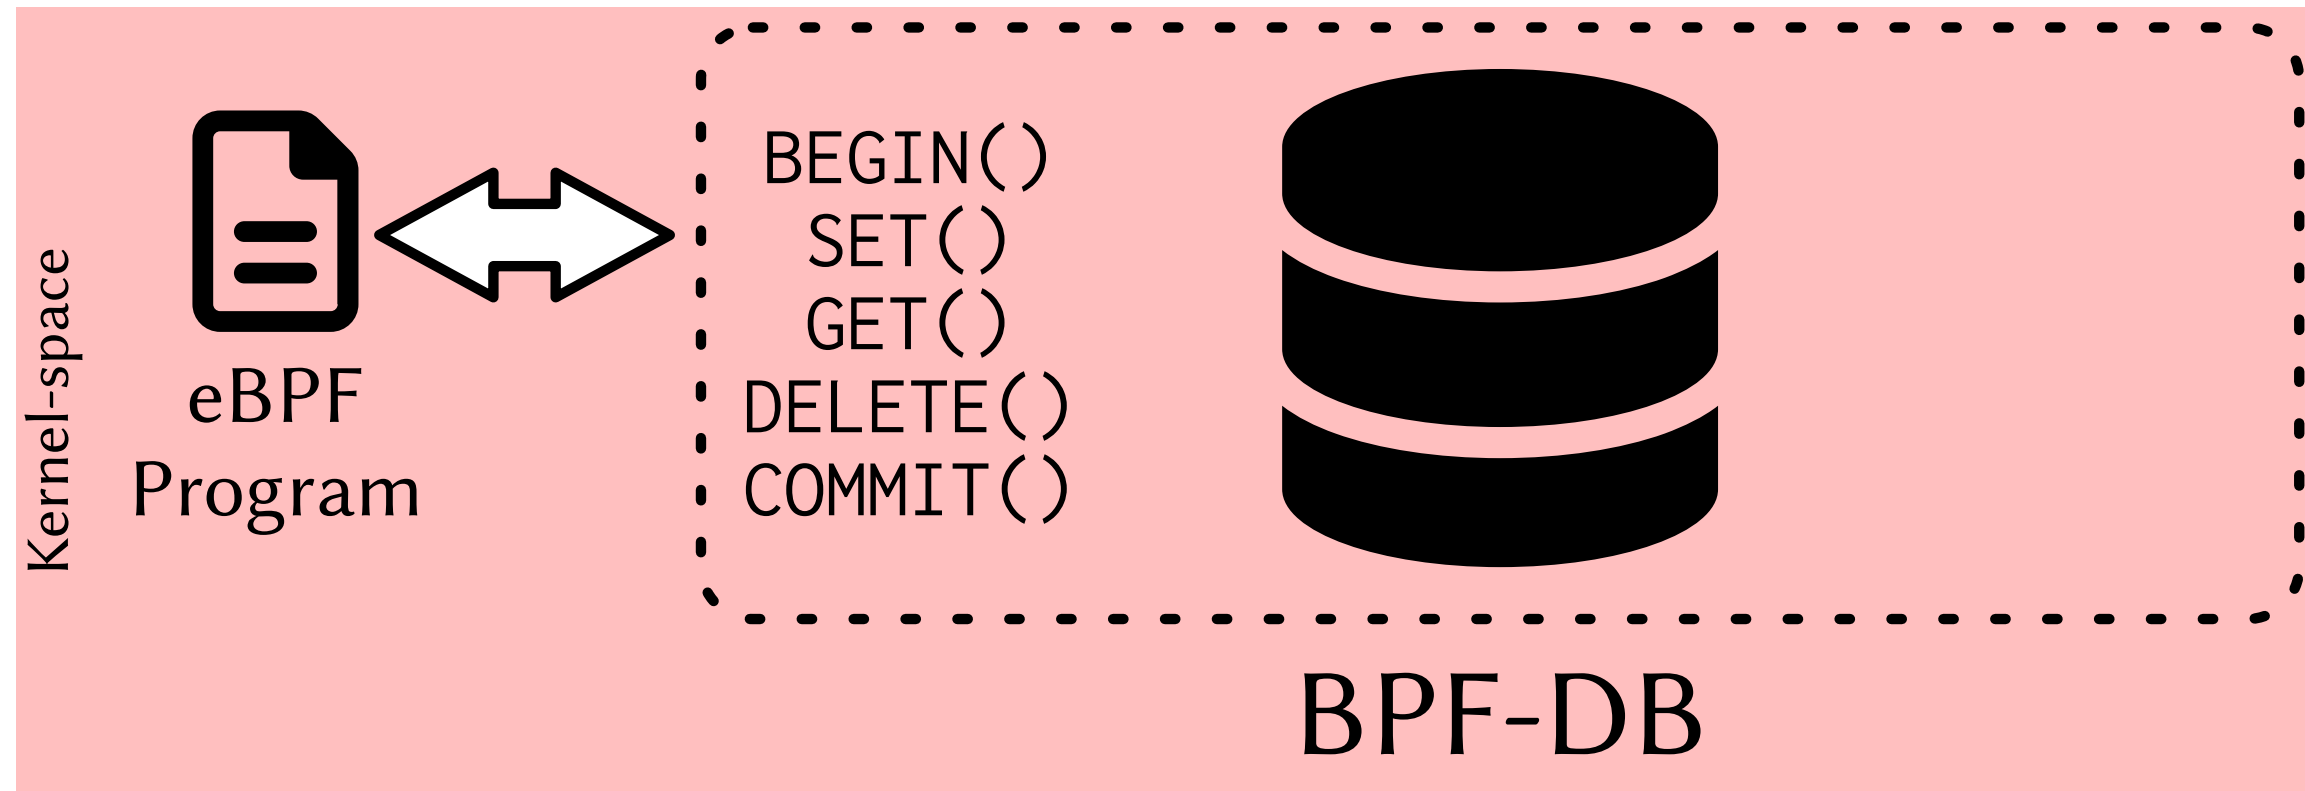 Kernel-space
eBPF
Program
BEGIN()
SET()
GET()
DELETE()
COMMIT()
BPF-DB